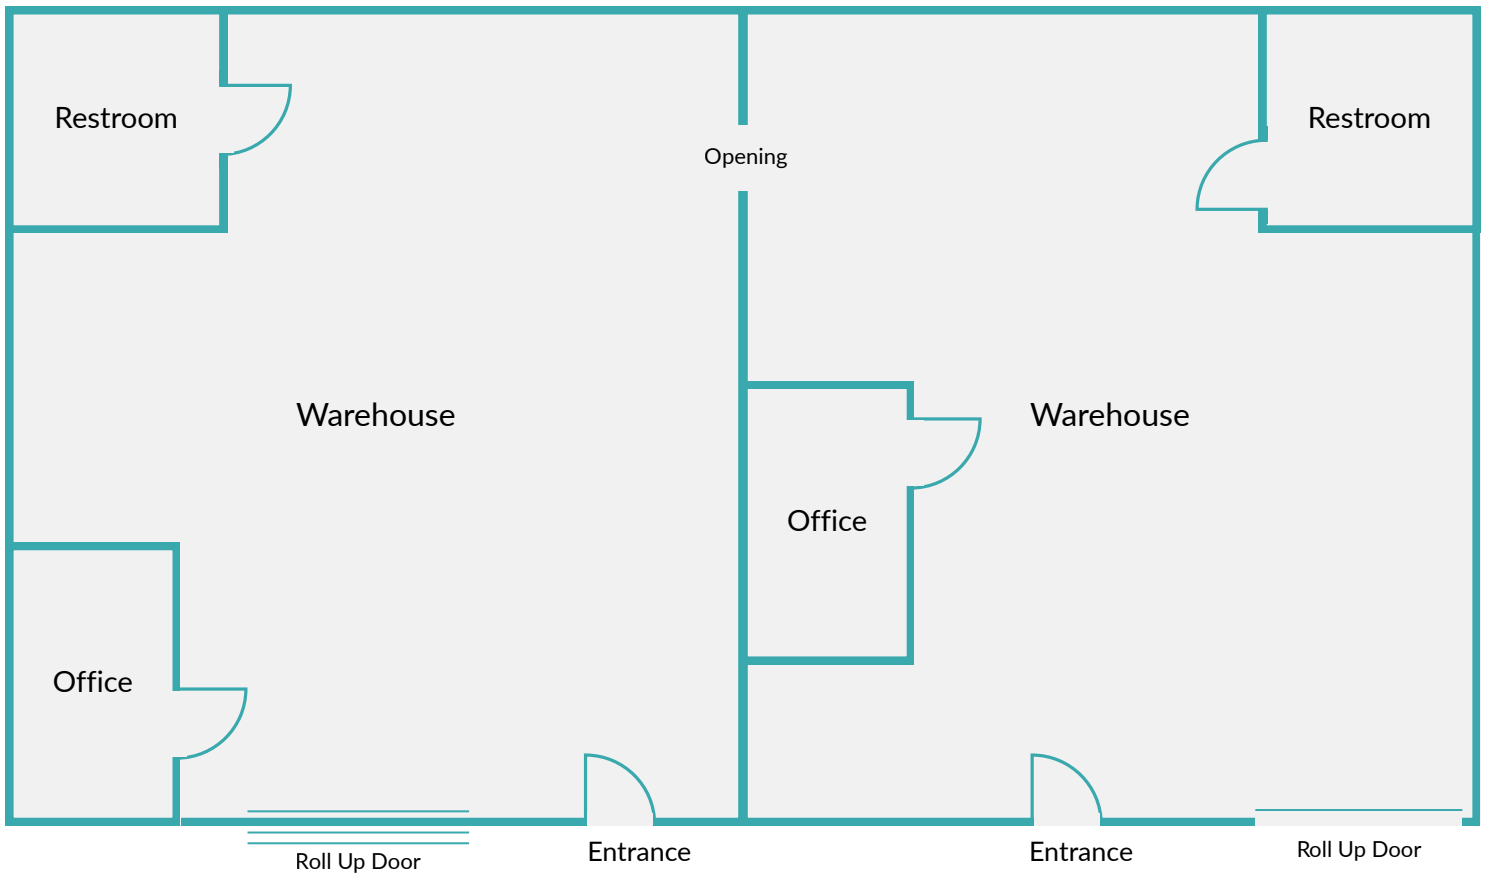 Restroom
Restroom
Opening
Warehouse
Warehouse
Office
Office
Roll Up Door
Entrance
Entrance
Roll Up Door